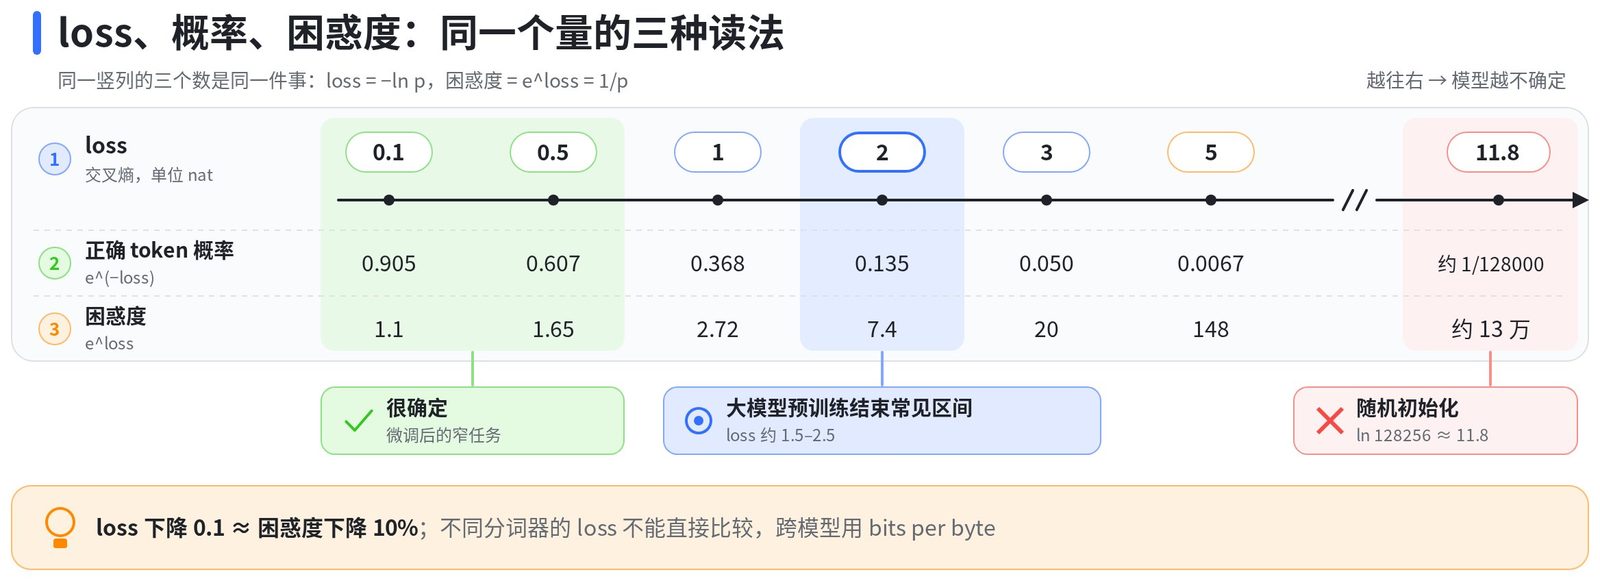 loss、概率、困惑度：同一个量的三种读法
同一竖列的三个数是同一件事：loss = −ln p，困惑度 = e^loss = 1/p
越往右 → 模型越不确定
1 loss 0.1 0.5 1 2 3 5 11.8
交叉熵，单位 nat
2 正确 token 概率 0.905 0.607 0.368 0.135 0.050 0.0067 约 1/128000
e^(−loss)
3 困惑度 1.1 1.65 2.72 7.4 20 148 约 13 万
e^loss
很确定
微调后的窄任务
大模型预训练结束常见区间
loss 约 1.5–2.5
随机初始化
ln 128256 ≈ 11.8
loss 下降 0.1 ≈ 困惑度下降 10%；不同分词器的 loss 不能直接比较，跨模型用 bits per byte